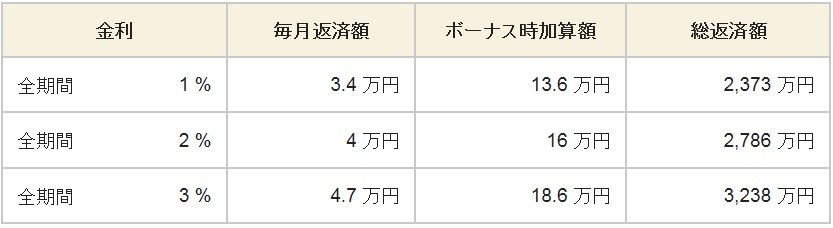 金利 毎月返済額 ボーナス時加算額 総返済額
全期間 1 % 3.4 万円 13.6 万円 2,373 万円
全期間 2 % 4 万円 16 万円 2,786 万円
全期間 3 % 4.7 万円 18.6 万円 3,238 万円